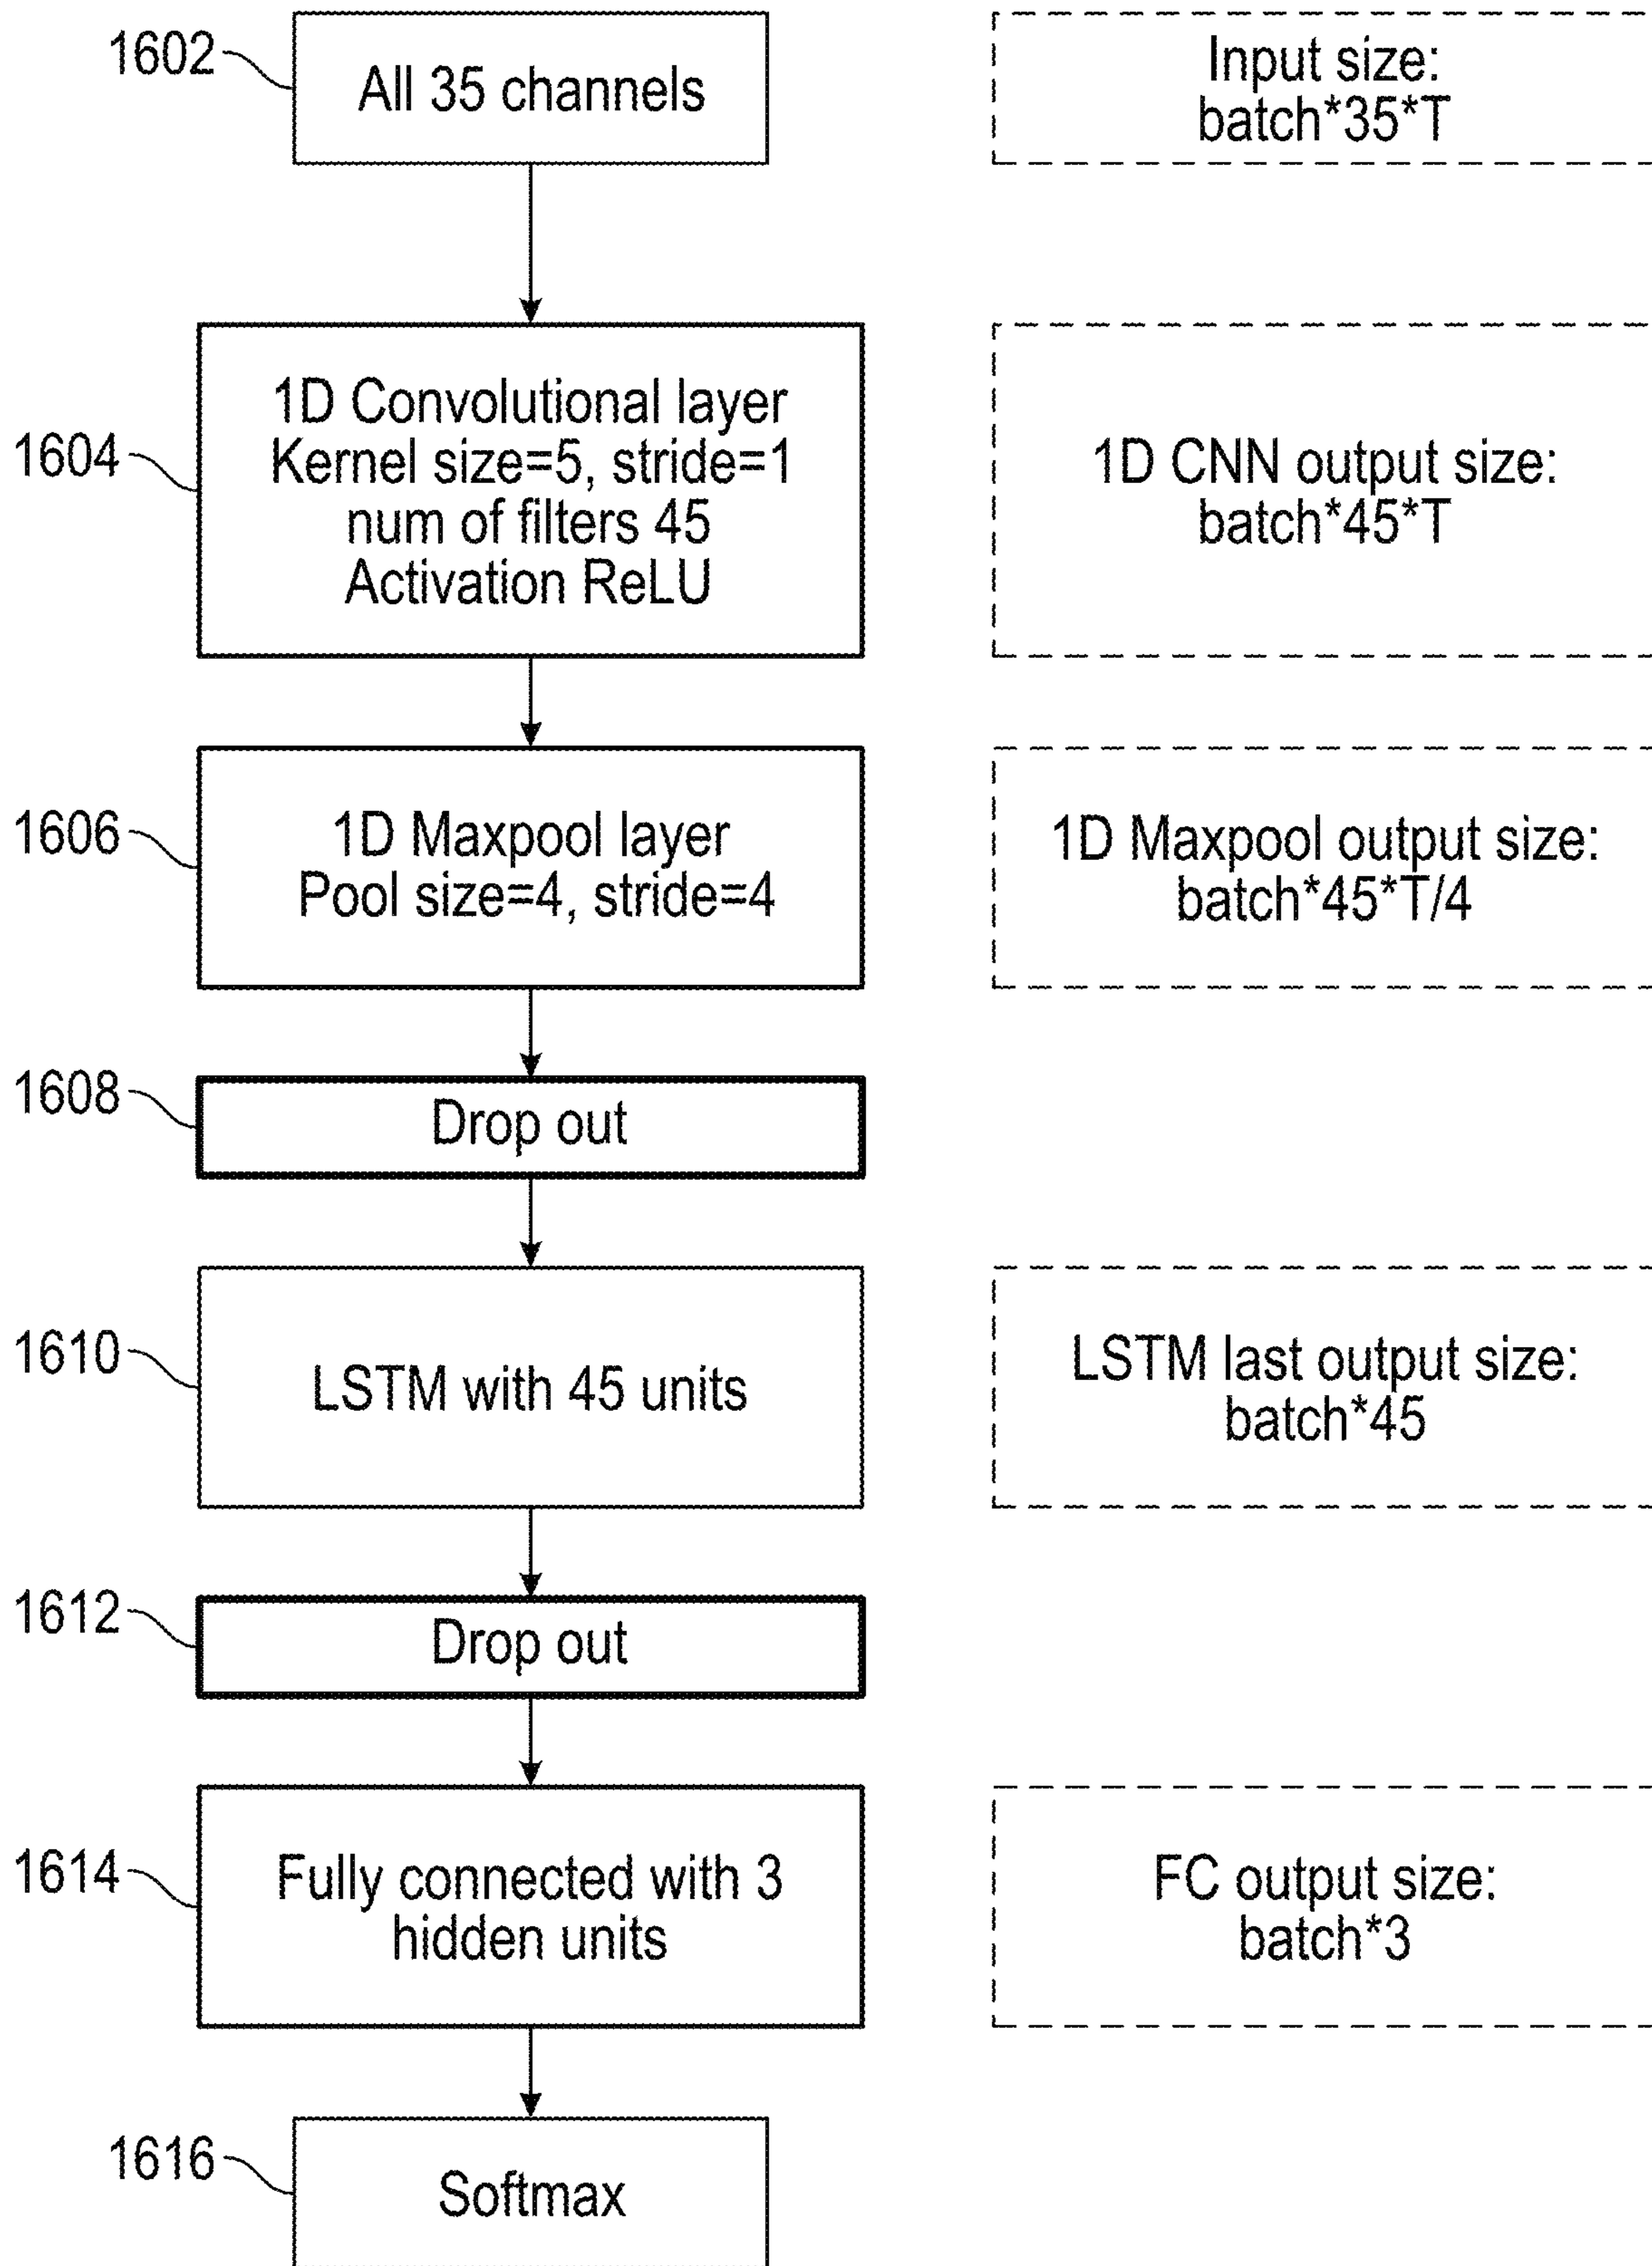 1602
All 35 channels
Input size:
batch*35*T
1604
1D Convolutional layer
Kernel size=5, stride=1
num of filters 45
Activation ReLU
1D CNN output size:
batch*45*T
1606
1D Maxpool layer
Pool size=4, stride=4
1D Maxpool output size:
batch*45*T/4
1608
Drop out
1610
LSTM with 45 units
LSTM last output size:
batch*45
1612
Drop out
1614
Fully connected with 3
hidden units
FC output size:
batch*3
1616
Softmax